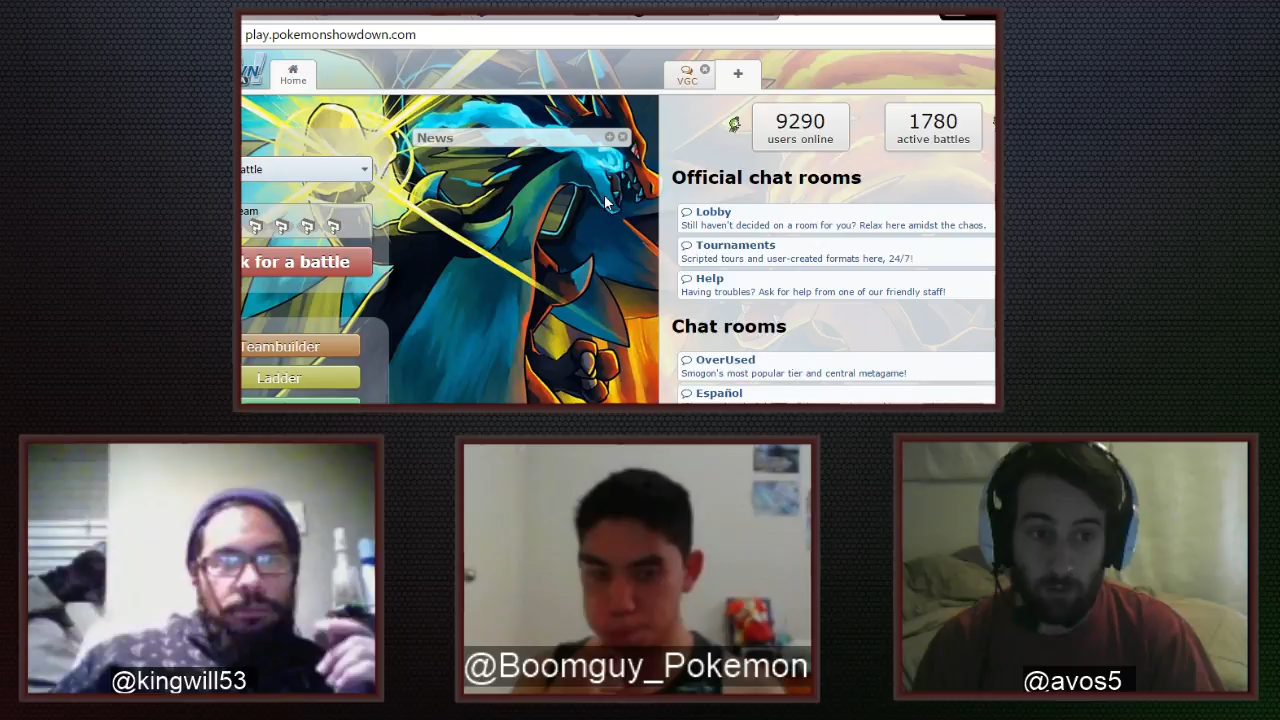 play.pokemonshowdown.com
Home
VGC
News
9290
users online
1780
active battles
attle
eam
k for a battle
Teambuilder
Ladder
Official chat rooms
Lobby
Still haven't decided on a room for you? Relax here amidst the chaos.
Tournaments
Scripted tours and user-created formats here, 24/7!
Help
Having troubles? Ask for help from one of our friendly staff!
Chat rooms
OverUsed
Smogon's most popular tier and central metagame!
Español
@kingwill53
@Boomguy_Pokemon
@avos5